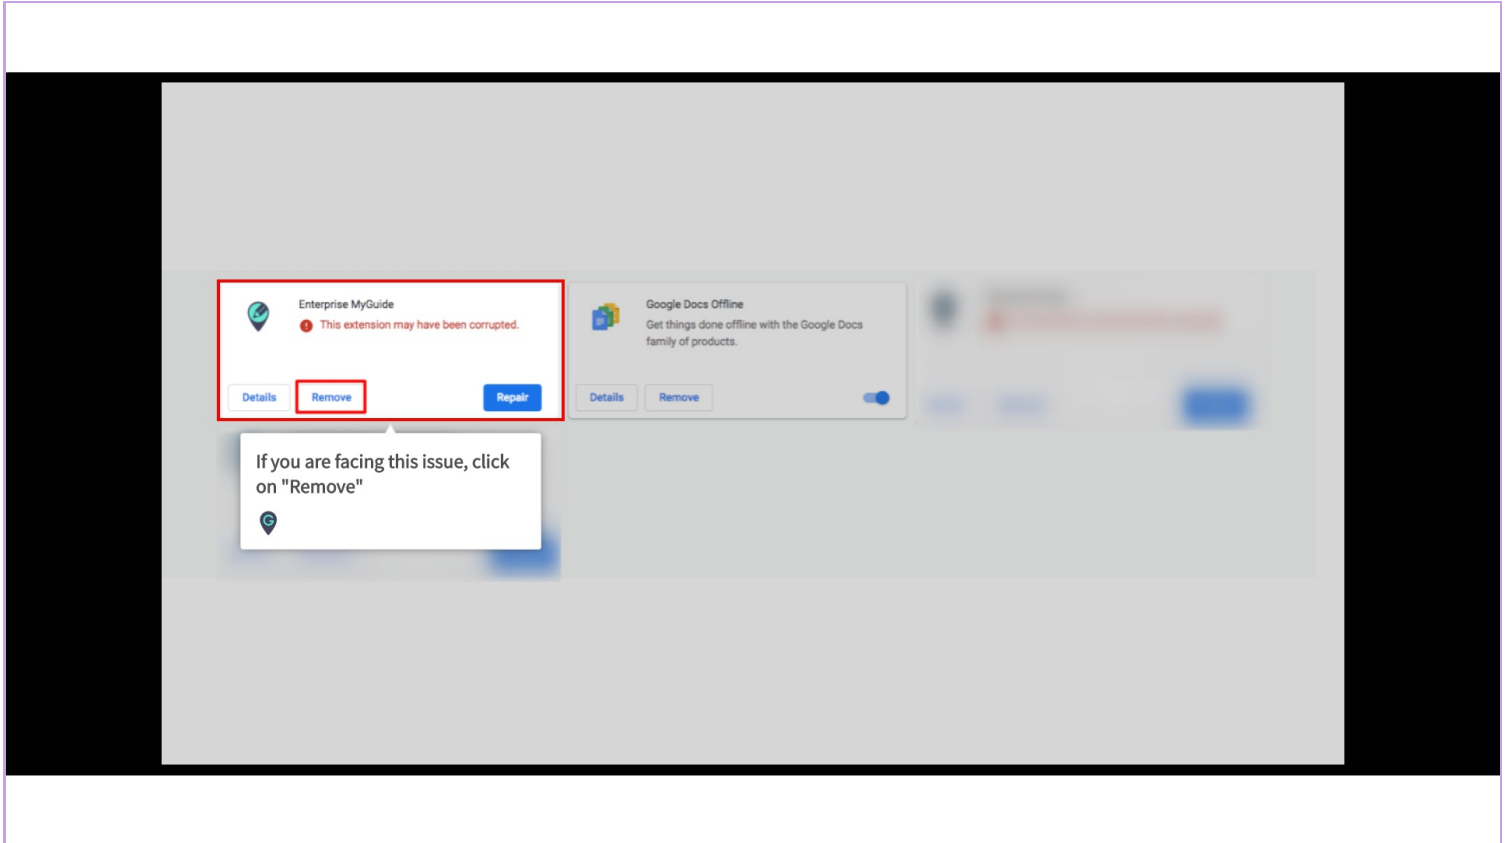 Enterprise MyGuide
This extension may have been corrupted.
Details
Remove
Repair
Google Docs Offline
Get things done offline with the Google Docs
family of products.
Details
Remove
If you are facing this issue, click
on "Remove"